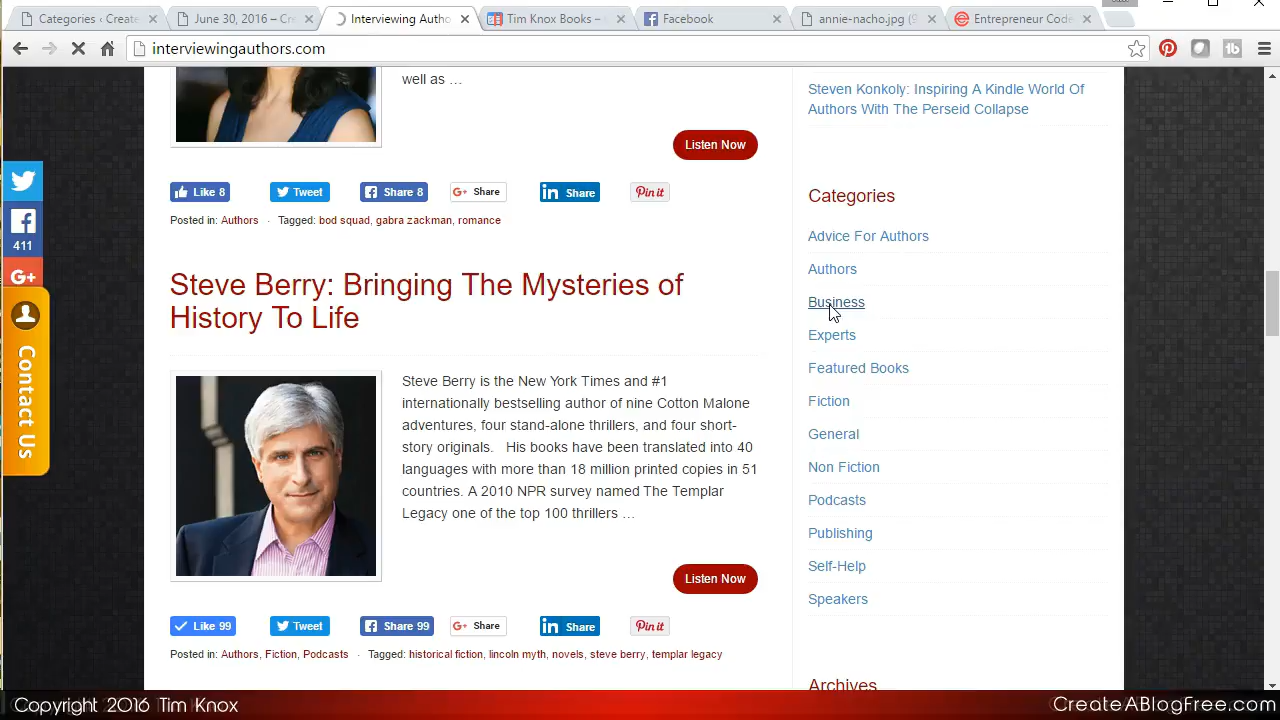 Categories ‹ Create
June 30, 2016 – Cre
Interviewing Autho
Tim Knox Books –
Facebook
annie-nacho.jpg (9
Entrepreneur Code
interviewingauthors.com
well as …
Listen Now
Like 8
Tweet
Share 8
G+ Share
in Share
Pin it
Posted in: Authors · Tagged: bod squad, gabra zackman, romance
Steve Berry: Bringing The Mysteries of
History To Life
Steve Berry is the New York Times and #1
internationally bestselling author of nine Cotton Malone
adventures, four stand-alone thrillers, and four short-
story originals. His books have been translated into 40
languages with more than 18 million printed copies in 51
countries. A 2010 NPR survey named The Templar
Legacy one of the top 100 thrillers …
Listen Now
Like 99
Tweet
Share 99
G+ Share
in Share
Pin it
Posted in: Authors, Fiction, Podcasts · Tagged: historical fiction, lincoln myth, novels, steve berry, templar legacy
Steven Konkoly: Inspiring A Kindle World Of
Authors With The Perseid Collapse
Categories
Advice For Authors
Authors
Business
Experts
Featured Books
Fiction
General
Non Fiction
Podcasts
Publishing
Self-Help
Speakers
Archives
411
G+
Contact Us
Copyright 2016 Tim Knox
CreateABlogFree.com